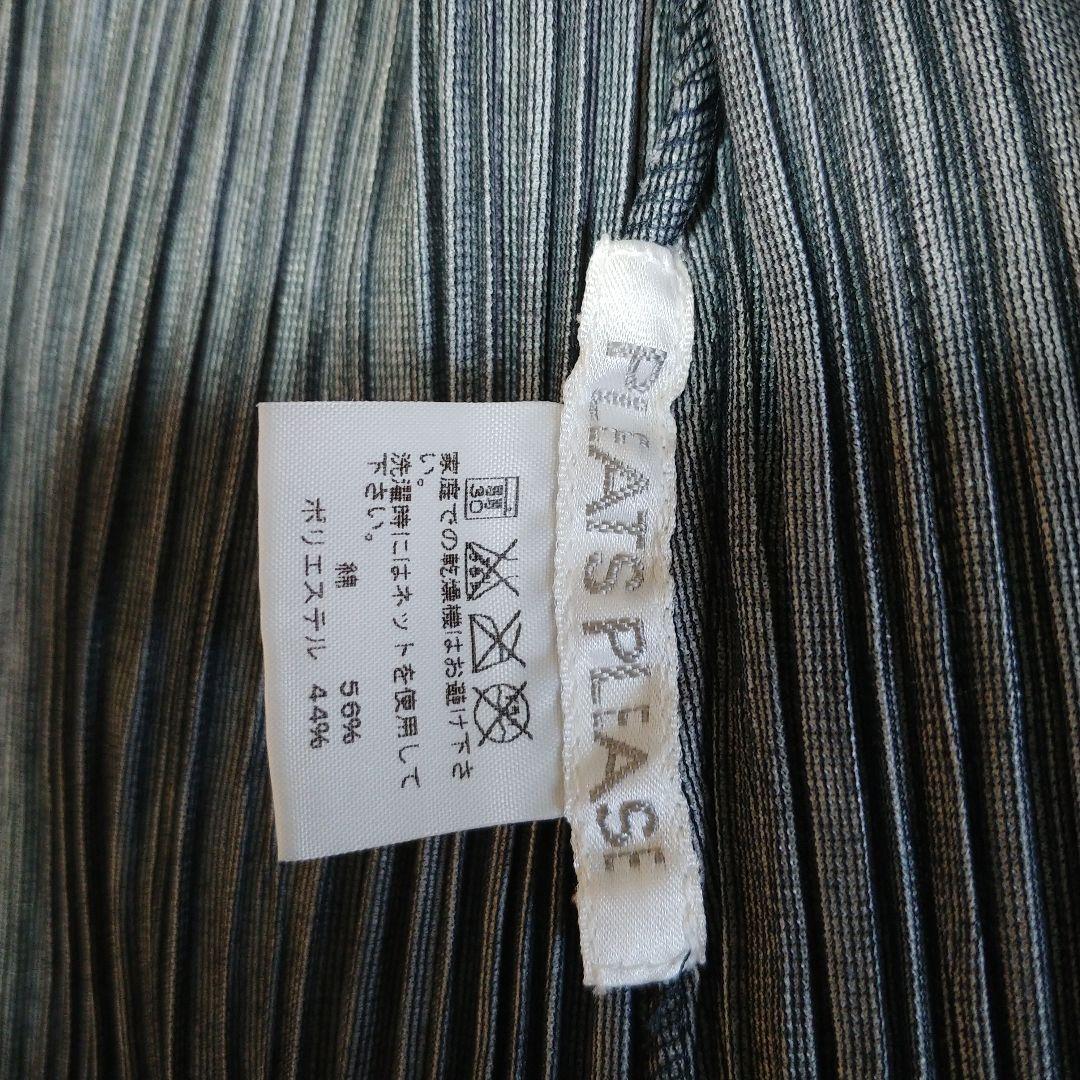 PLEATS PLEASE
弱
30
家庭での乾燥機はお避け下さ
い。
洗濯時にはネットを使用して
下さい。
綿 56%
ポリエステル 44%